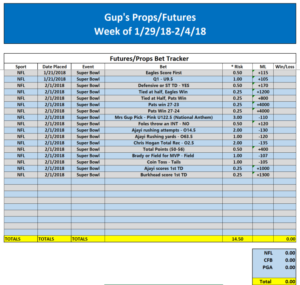 Gup's Props/Futures
Week of 1/29/18-2/4/18
Futures/Props Bet Tracker
Sport Date Placed Event Bet * Risk ML Win/Loss
NFL 1/21/2018 Super Bowl Eagles Score First 0.50 +115
NFL 1/21/2018 Super Bowl Q1 - U9.5 1.00 +105
NFL 2/1/2018 Super Bowl Defensive or ST TD - YES 0.50 +170
NFL 2/1/2018 Super Bowl Tied at half, Eagles Win 0.25 +1200
NFL 2/1/2018 Super Bowl Tied at Half, Pats Win 0.25 +800
NFL 2/1/2018 Super Bowl Pats win 27-23 0.25 +4000
NFL 2/1/2018 Super Bowl Pats Win 27-24 0.25 +4000
NFL 2/1/2018 Super Bowl Mrs Gup Pick - Pink U122.5 (National Anthem) 3.00 -110
NFL 2/1/2018 Super Bowl Foles throw an INT - NO 0.50 +120
NFL 2/1/2018 Super Bowl Ajayi rushing attempts - O14.5 2.00 -130
NFL 2/1/2018 Super Bowl Ajayi Rushing yards - O63.5 1.00 -120
NFL 2/1/2018 Super Bowl Chris Hogan Total Rec - O2.5 2.00 -135
NFL 2/1/2018 Super Bowl Total Points (50-56) 0.50 +400
NFL 2/1/2018 Super Bowl Brady or Field for MVP - Field 1.00 -107
NFL 2/1/2018 Super Bowl Coin Toss - Tails 1.00 -105
NFL 2/1/2018 Super Bowl Ajayi scores 1st TD 0.25 +1000
NFL 2/1/2018 Super Bowl Burkhead score 1st TD 0.25 +1300
TOTALS TOTALS 14.50 0.00
NFL 0.00
CFB 0.00
PGA 0.00
Total 0.00